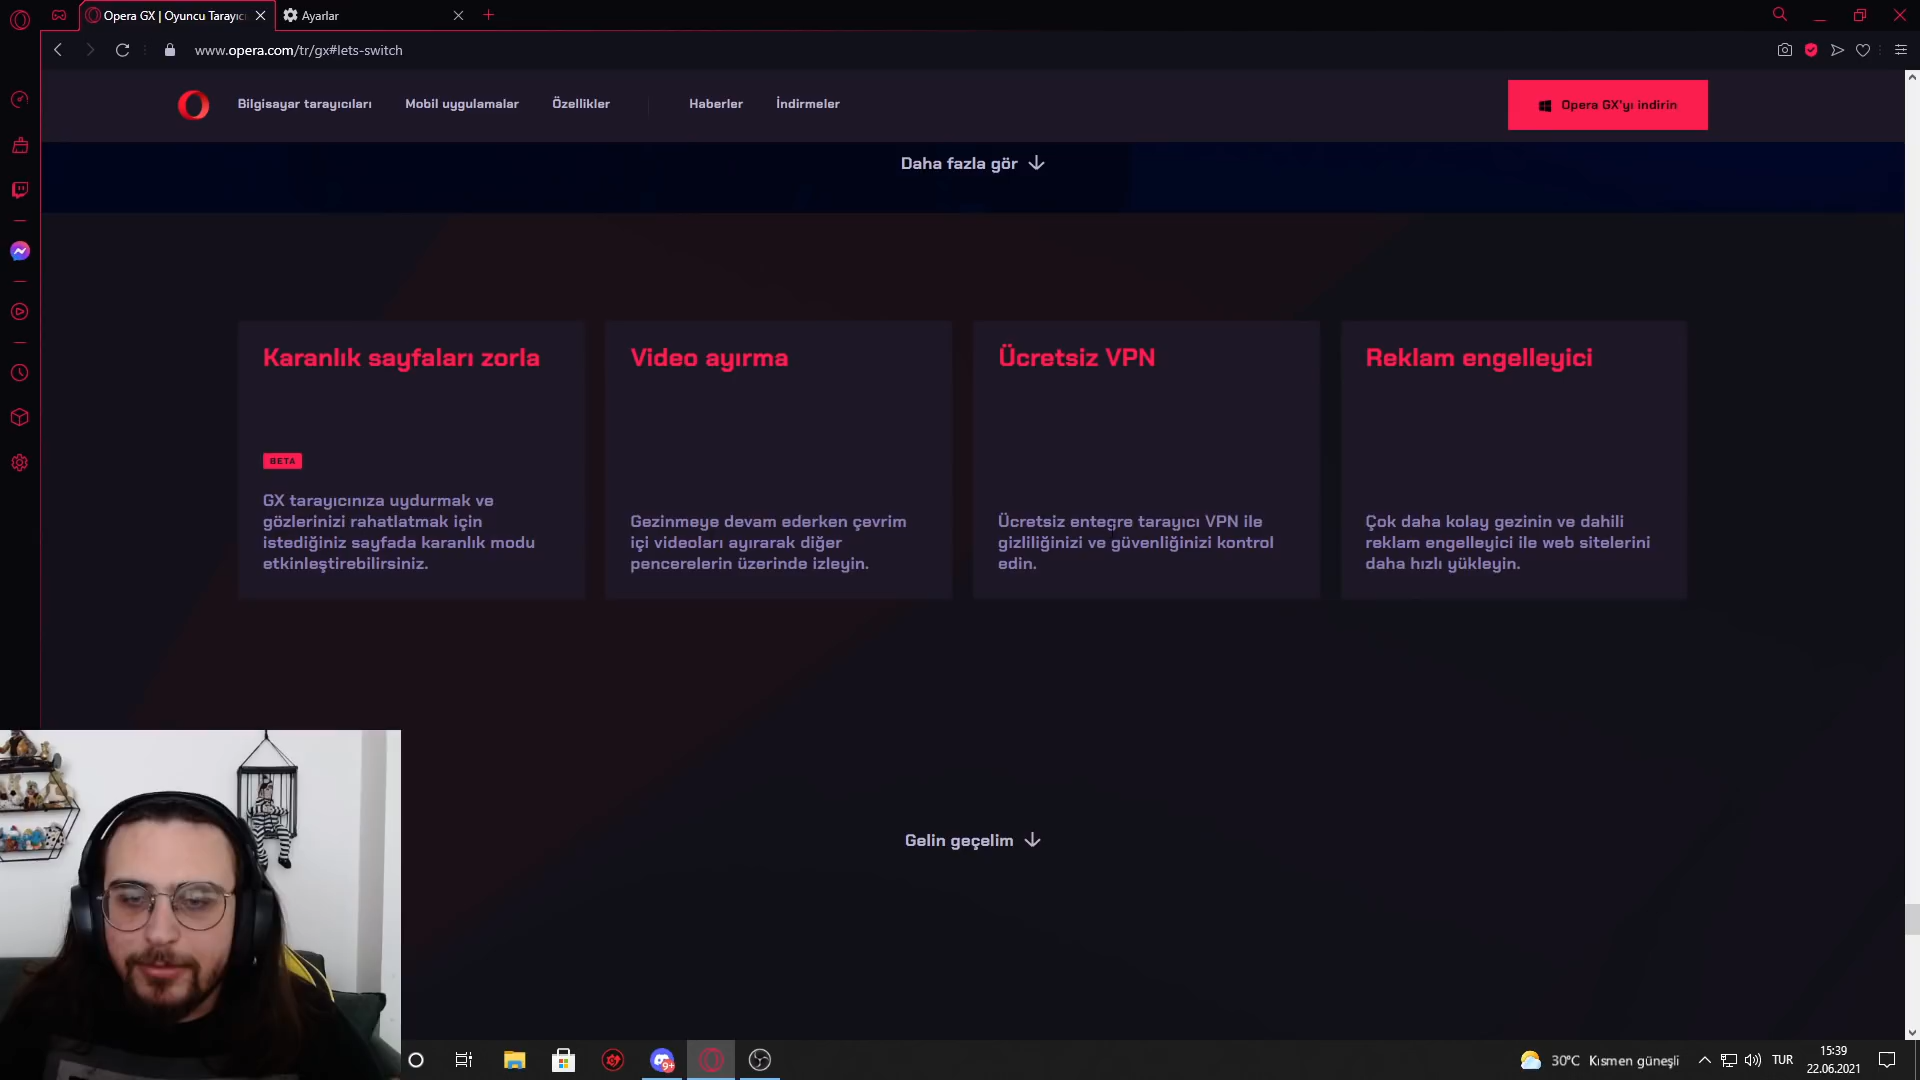 Opera GX | Oyuncu Tarayıcı
Ayarlar
www.opera.com/tr/gx#lets-switch
Bilgisayar tarayıcıları
Mobil uygulamalar
Özellikler
Haberler
İndirmeler
Opera GX'yı indirin
Daha fazla gör
Karanlık sayfaları zorla
BETA
GX tarayıcınıza uydurmak ve
gözlerinizi rahatlatmak için
istediğiniz sayfada karanlık modu
etkinleştirebilirsiniz.
Video ayırma
Gezinmeye devam ederken çevrim
içi videoları ayırarak diğer
pencerelerin üzerinde izleyin.
Ücretsiz VPN
Ücretsiz entegre tarayıcı VPN ile
gizliliğinizi ve güvenliğinizi kontrol
edin.
Reklam engelleyici
Çok daha kolay gezinin ve dahili
reklam engelleyici ile web sitelerini
daha hızlı yükleyin.
Gelin geçelim
9+
30°C Kısmen güneşli
TUR
15:39
22.06.2021